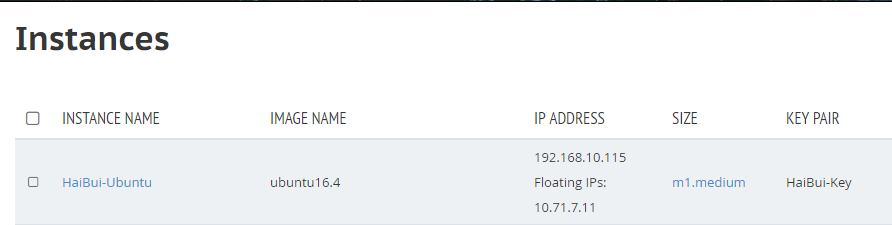 Instances
INSTANCE NAME IMAGE NAME IP ADDRESS SIZE KEY PAIR
192.168.10.115
HaiBui-Ubuntu ubuntu16.4 Floating IPs: m1.medium HaiBui-Key
10.71.7.11